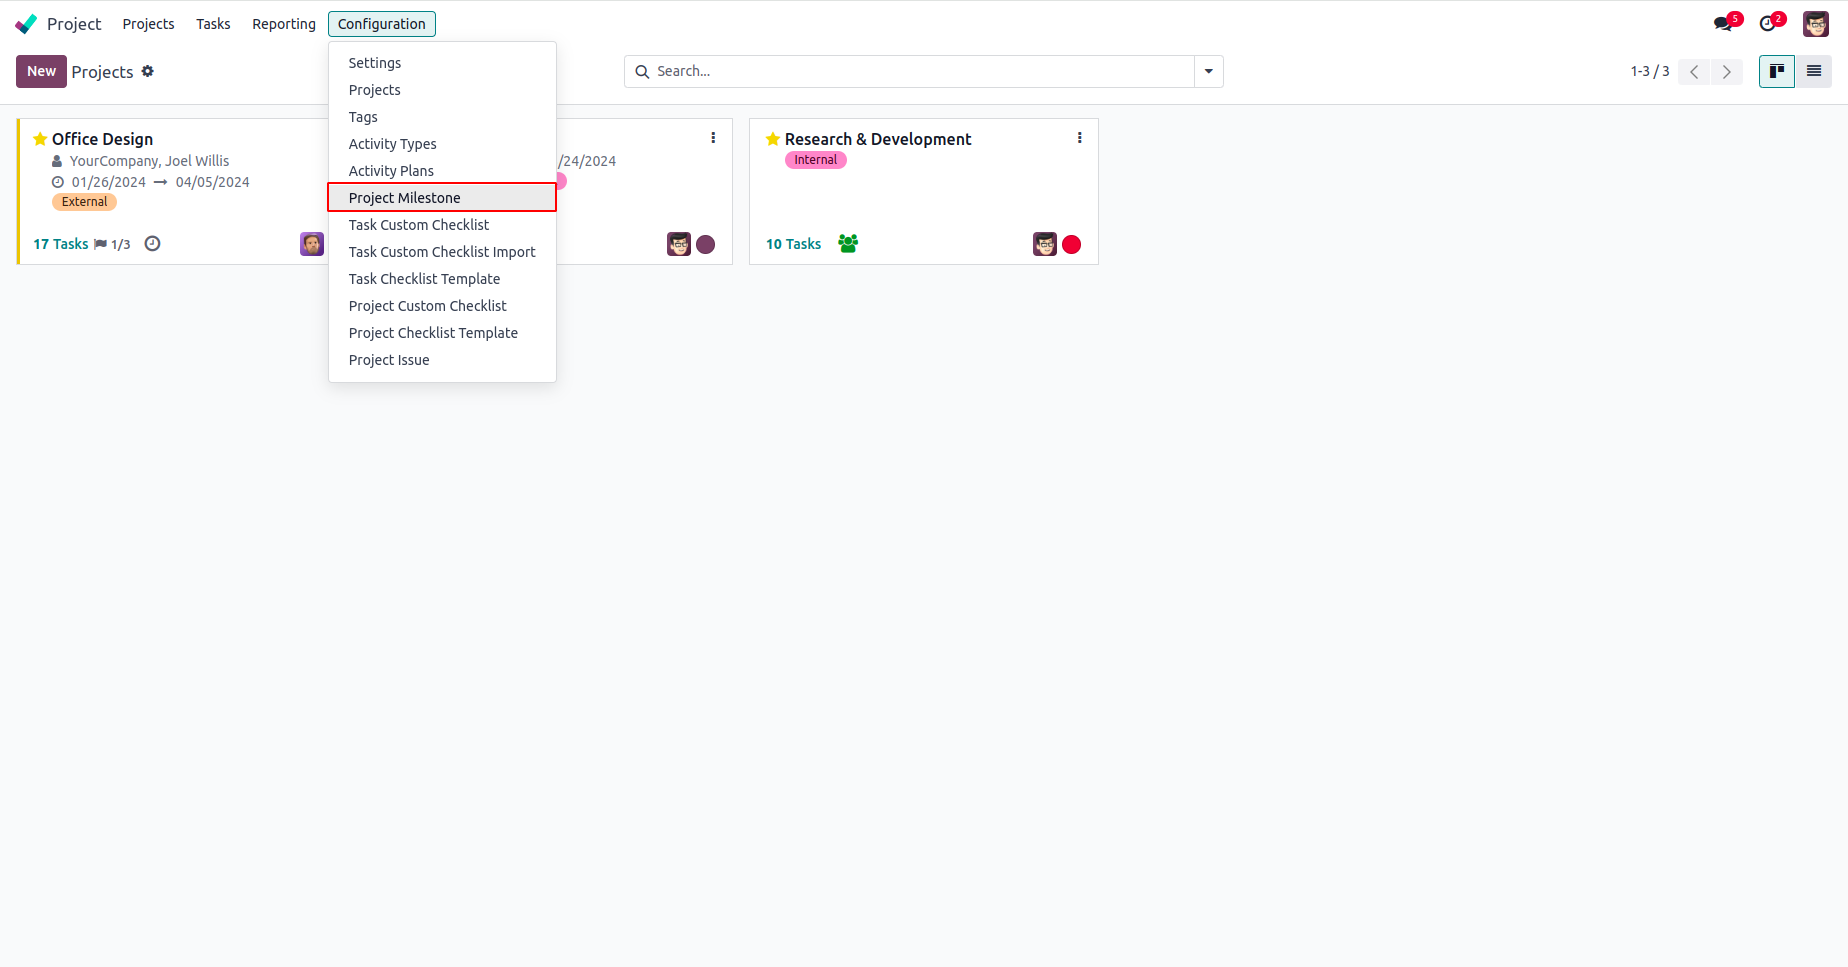 Project Projects Tasks Reporting Configuration 5 2
New Projects Search... 1-3 / 3
Settings
Projects
Tags
Activity Types
Activity Plans
Project Milestone
Task Custom Checklist
Task Custom Checklist Import
Task Checklist Template
Project Custom Checklist
Project Checklist Template
Project Issue
Office Design
YourCompany, Joel Willis
01/26/2024 → 04/05/2024
External
17 Tasks 1/3
/24/2024
Research & Development
Internal
10 Tasks